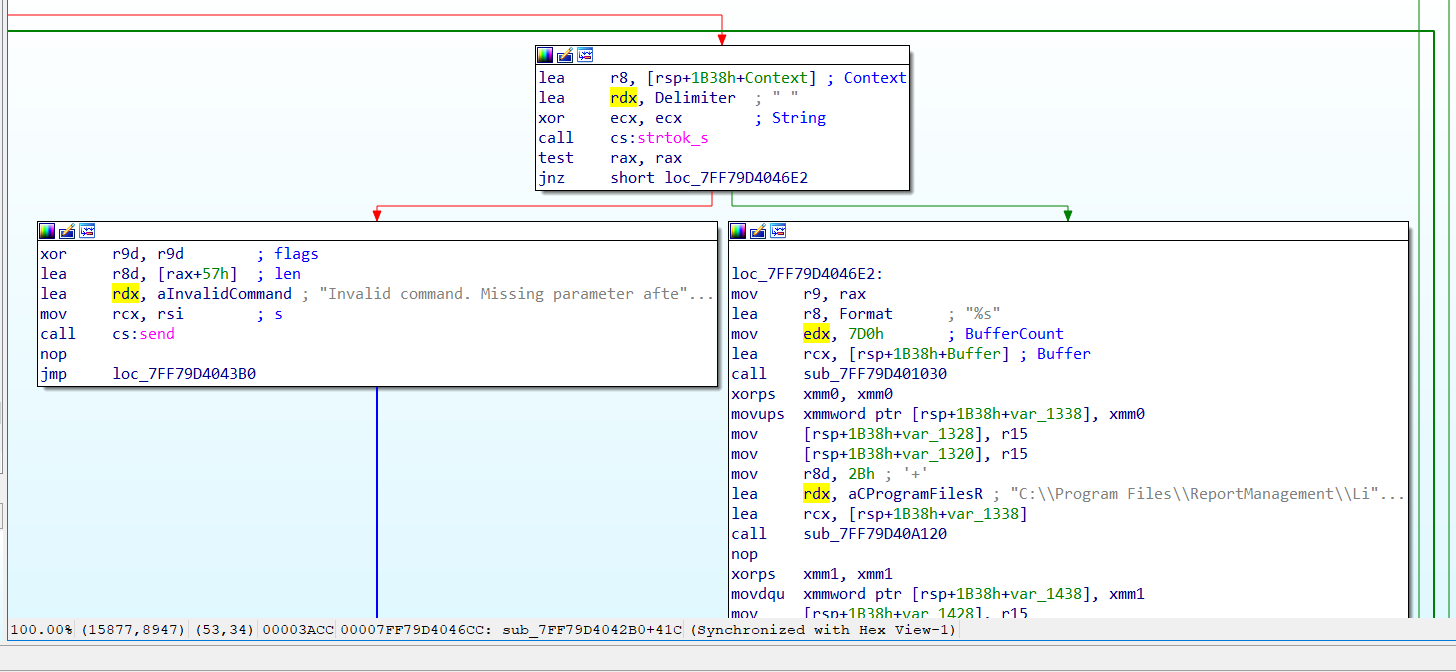 lea r8, [rsp+1B38h+Context] ; Context
lea rdx, Delimiter ; " "
xor ecx, ecx ; String
call cs:strtok_s
test rax, rax
jnz short loc_7FF79D4046E2
xor r9d, r9d ; flags
lea r8d, [rax+57h] ; len
lea rdx, aInvalidCommand ; "Invalid command. Missing parameter afte"...
mov rcx, rsi ; s
call cs:send
nop
jmp loc_7FF79D4043B0
loc_7FF79D4046E2:
mov r9, rax
lea r8, Format ; "%s"
mov edx, 7D0h ; BufferCount
lea rcx, [rsp+1B38h+Buffer] ; Buffer
call sub_7FF79D401030
xorps xmm0, xmm0
movups xmmword ptr [rsp+1B38h+var_1338], xmm0
mov [rsp+1B38h+var_1328], r15
mov [rsp+1B38h+var_1320], r15
mov r8d, 2Bh ; '+'
lea rdx, aCProgramFilesR ; "C:\\Program Files\\ReportManagement\\Li"...
lea rcx, [rsp+1B38h+var_1338]
call sub_7FF79D40A120
nop
xorps xmm1, xmm1
movdqu xmmword ptr [rsp+1B38h+var_1438], xmm1
mov [rsp+1B38h+var_1428], r15
100.00% (15877,8947) (53,34) 00003ACC 00007FF79D4046CC: sub_7FF79D4042B0+41C (Synchronized with Hex View-1)